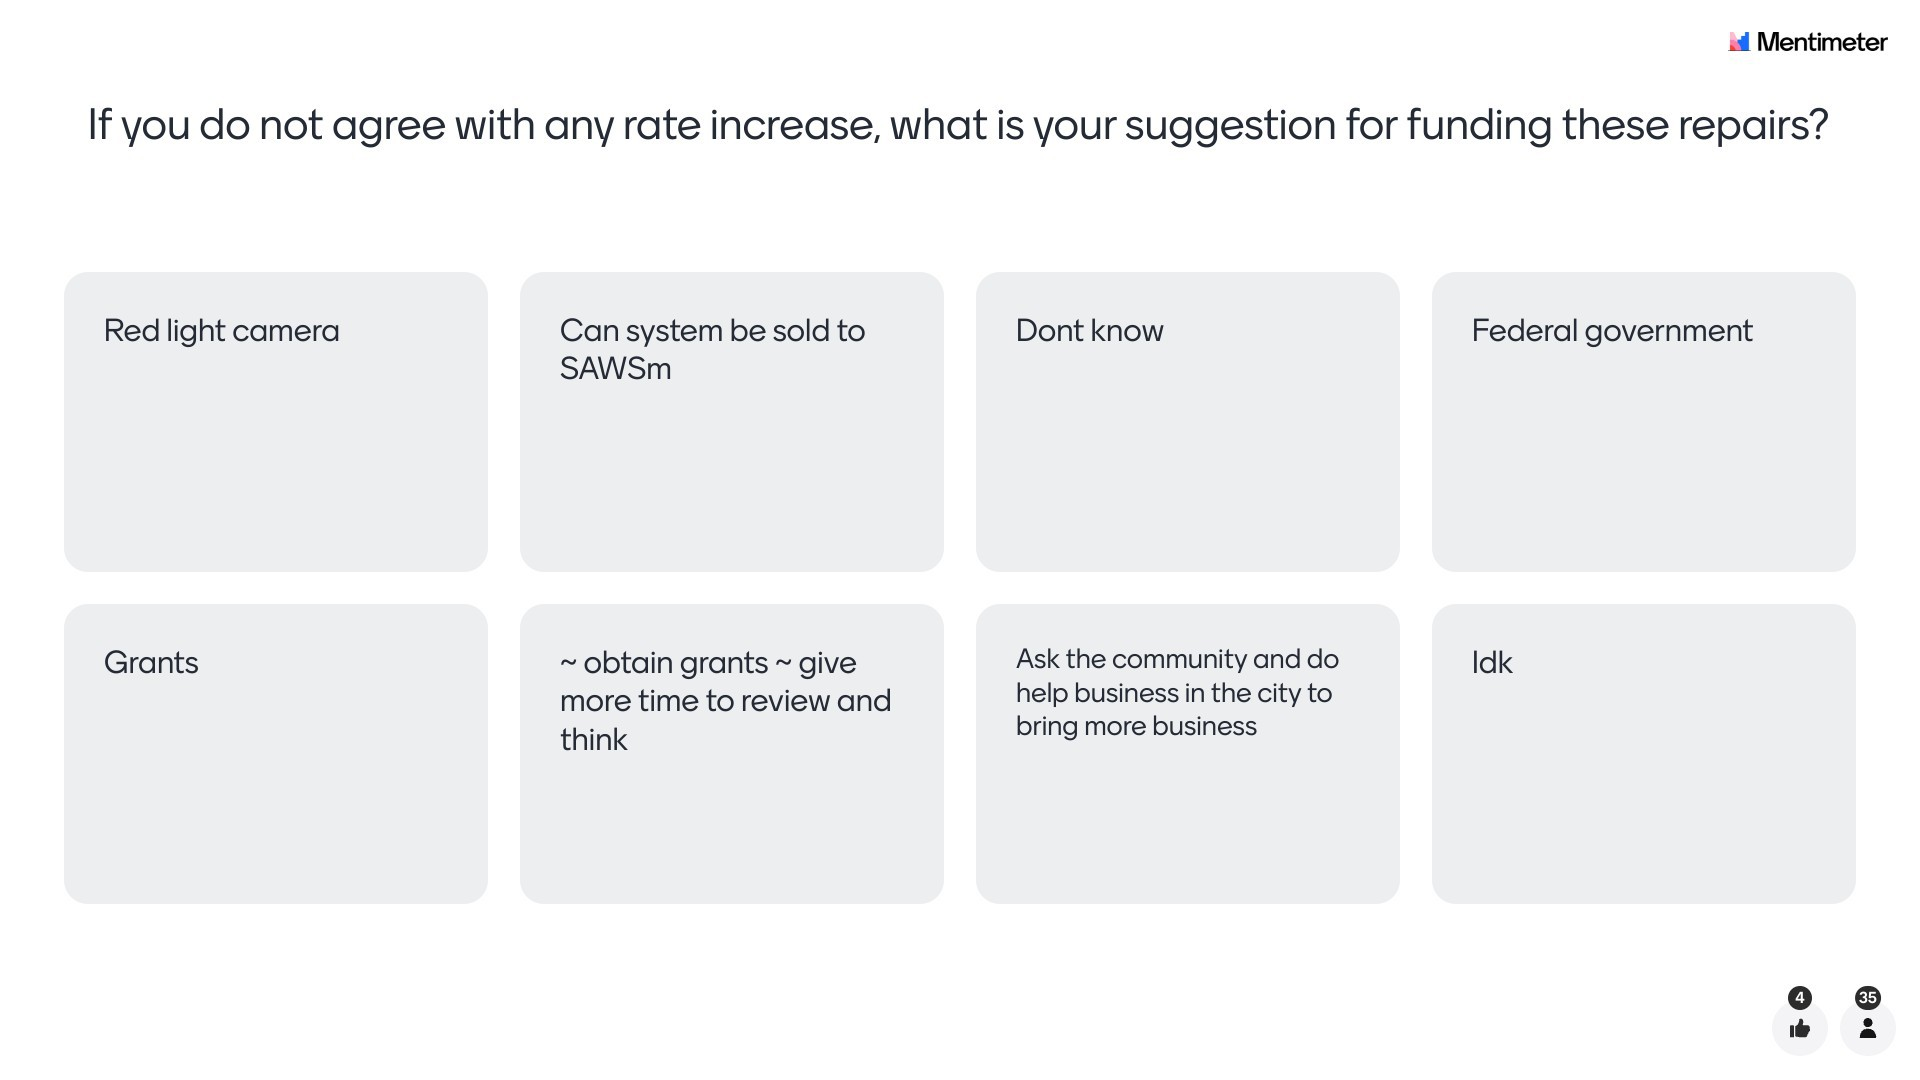 Mentimeter
If you do not agree with any rate increase, what is your suggestion for funding these repairs?
Red light camera
Can system be sold to
SAWSm
Dont know
Federal government
Grants
~ obtain grants ~ give
more time to review and
think
Ask the community and do
help business in the city to
bring more business
Idk
4
35